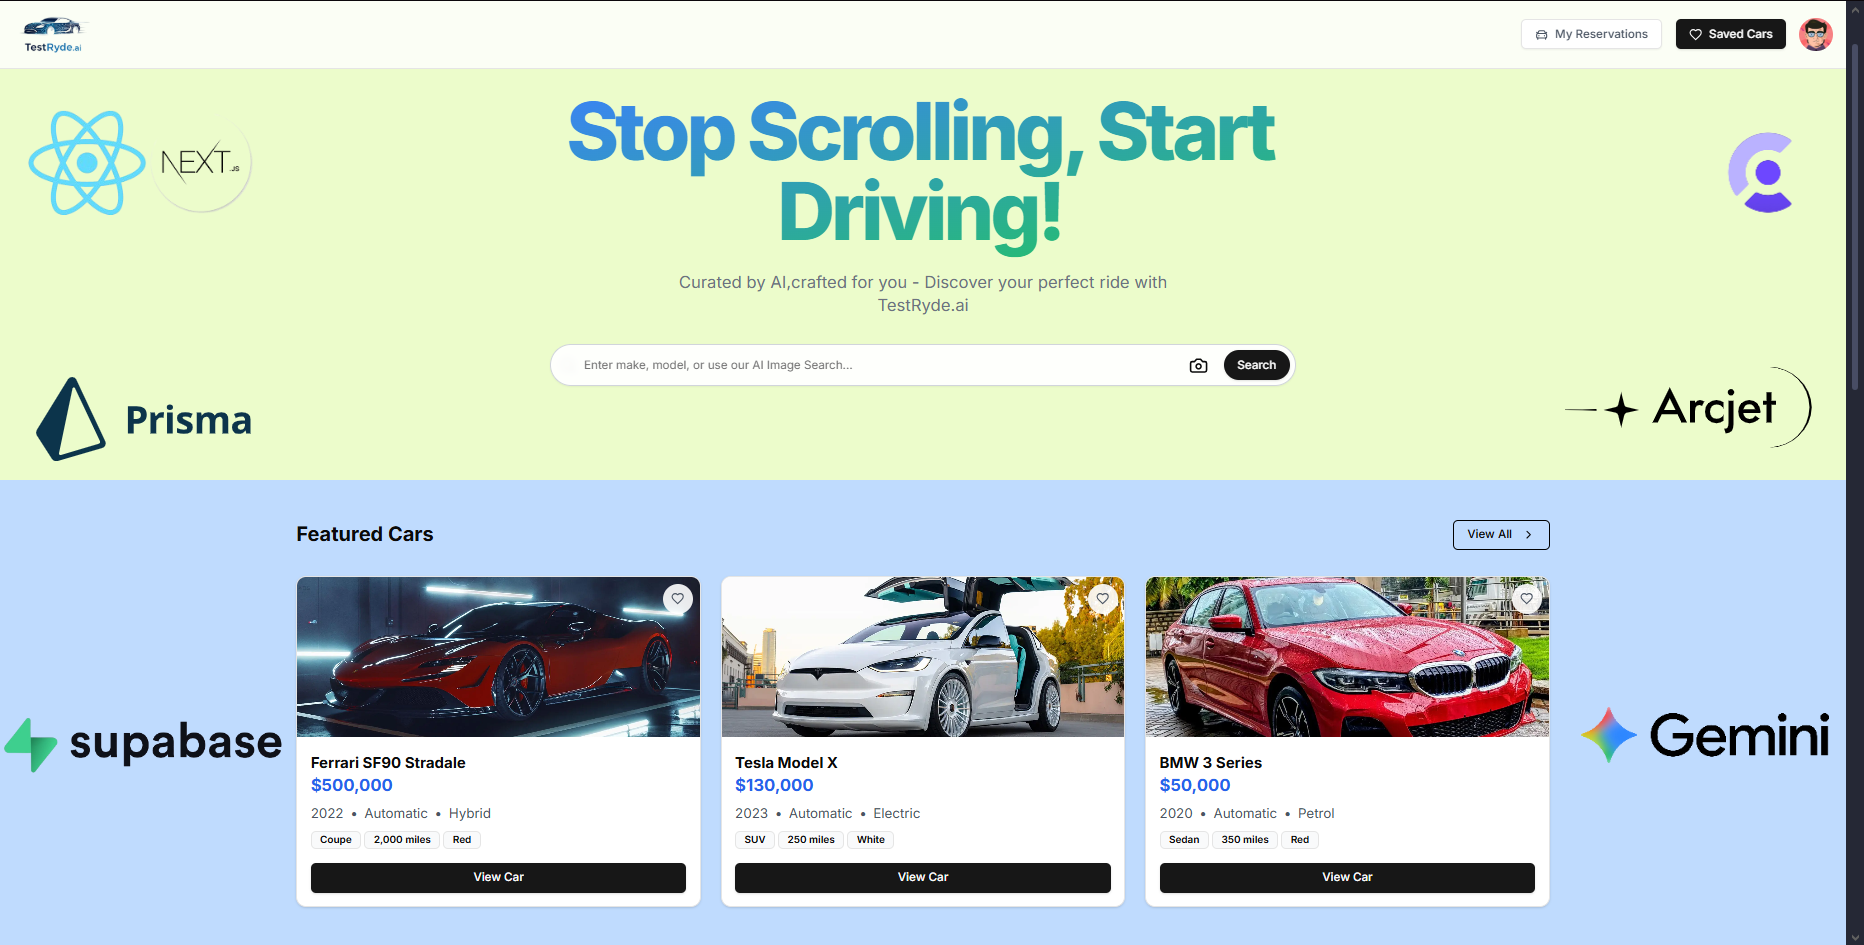 TestRyde.ai
My Reservations
Saved Cars
NEXT.JS
Stop Scrolling, Start
Driving!
Curated by AI,crafted for you - Discover your perfect ride with
TestRyde.ai
Enter make, model, or use our AI Image Search...
Search
Prisma
Arcjet
Featured Cars
View All
supabase
Gemini
Ferrari SF90 Stradale
$500,000
2022 • Automatic • Hybrid
Coupe 2,000 miles Red
View Car
Tesla Model X
$130,000
2023 • Automatic • Electric
SUV 250 miles White
View Car
BMW 3 Series
$50,000
2020 • Automatic • Petrol
Sedan 350 miles Red
View Car